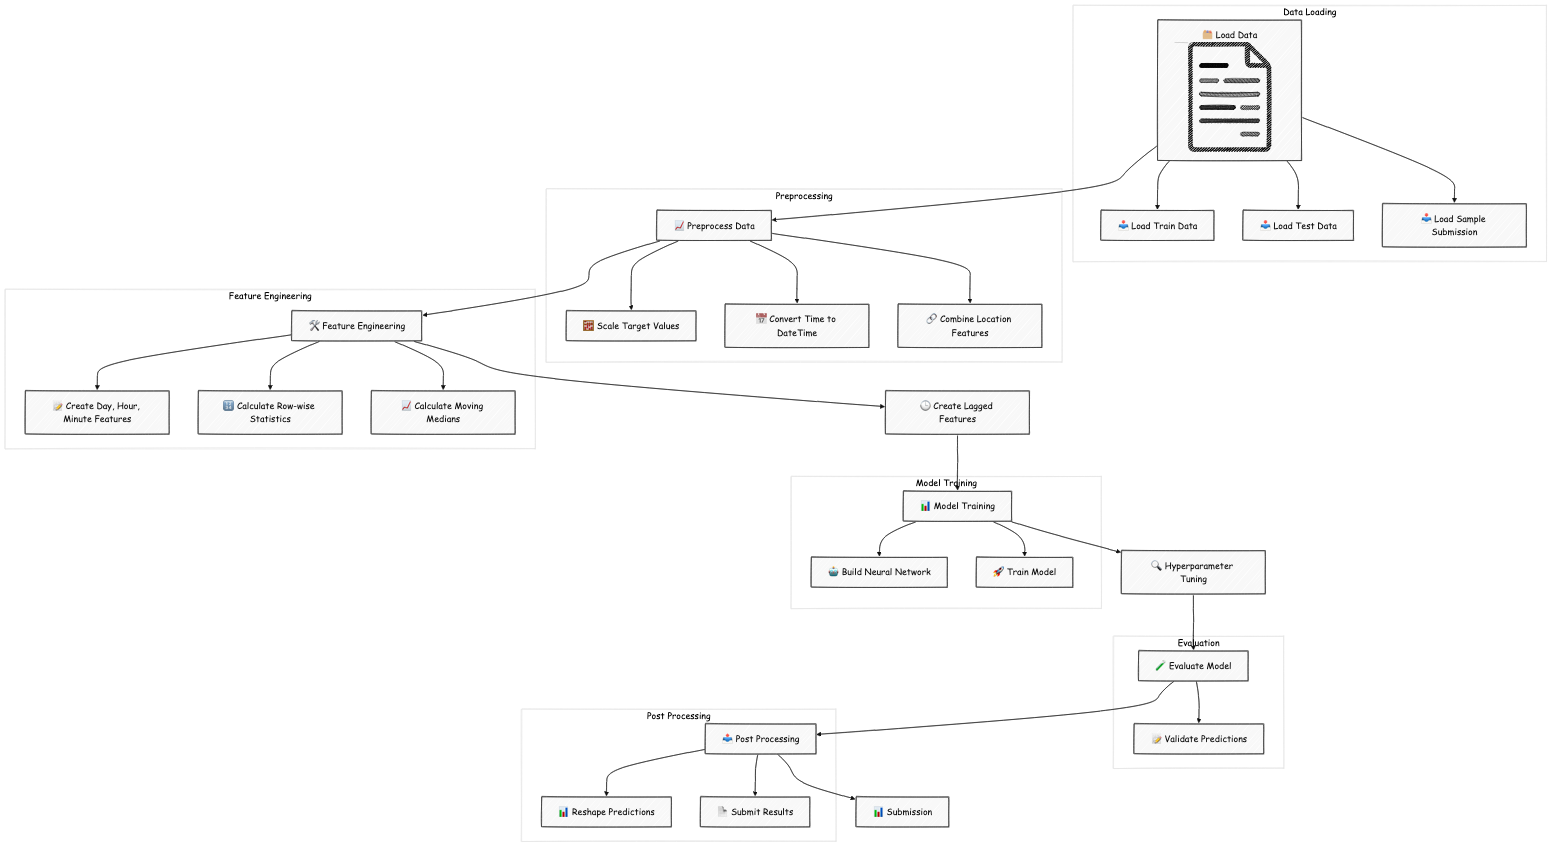 Data Loading
Load Data
Load Train Data
Load Test Data
Load Sample
Submission
Preprocessing
Preprocess Data
Scale Target Values
Convert Time to
DateTime
Combine Location
Features
Feature Engineering
Feature Engineering
Create Day, Hour,
Minute Features
Calculate Row-wise
Statistics
Calculate Moving
Medians
Create Lagged
Features
Model Training
Model Training
Build Neural Network
Train Model
Hyperparameter
Tuning
Evaluation
Evaluate Model
Validate Predictions
Post Processing
Post Processing
Reshape Predictions
Submit Results
Submission